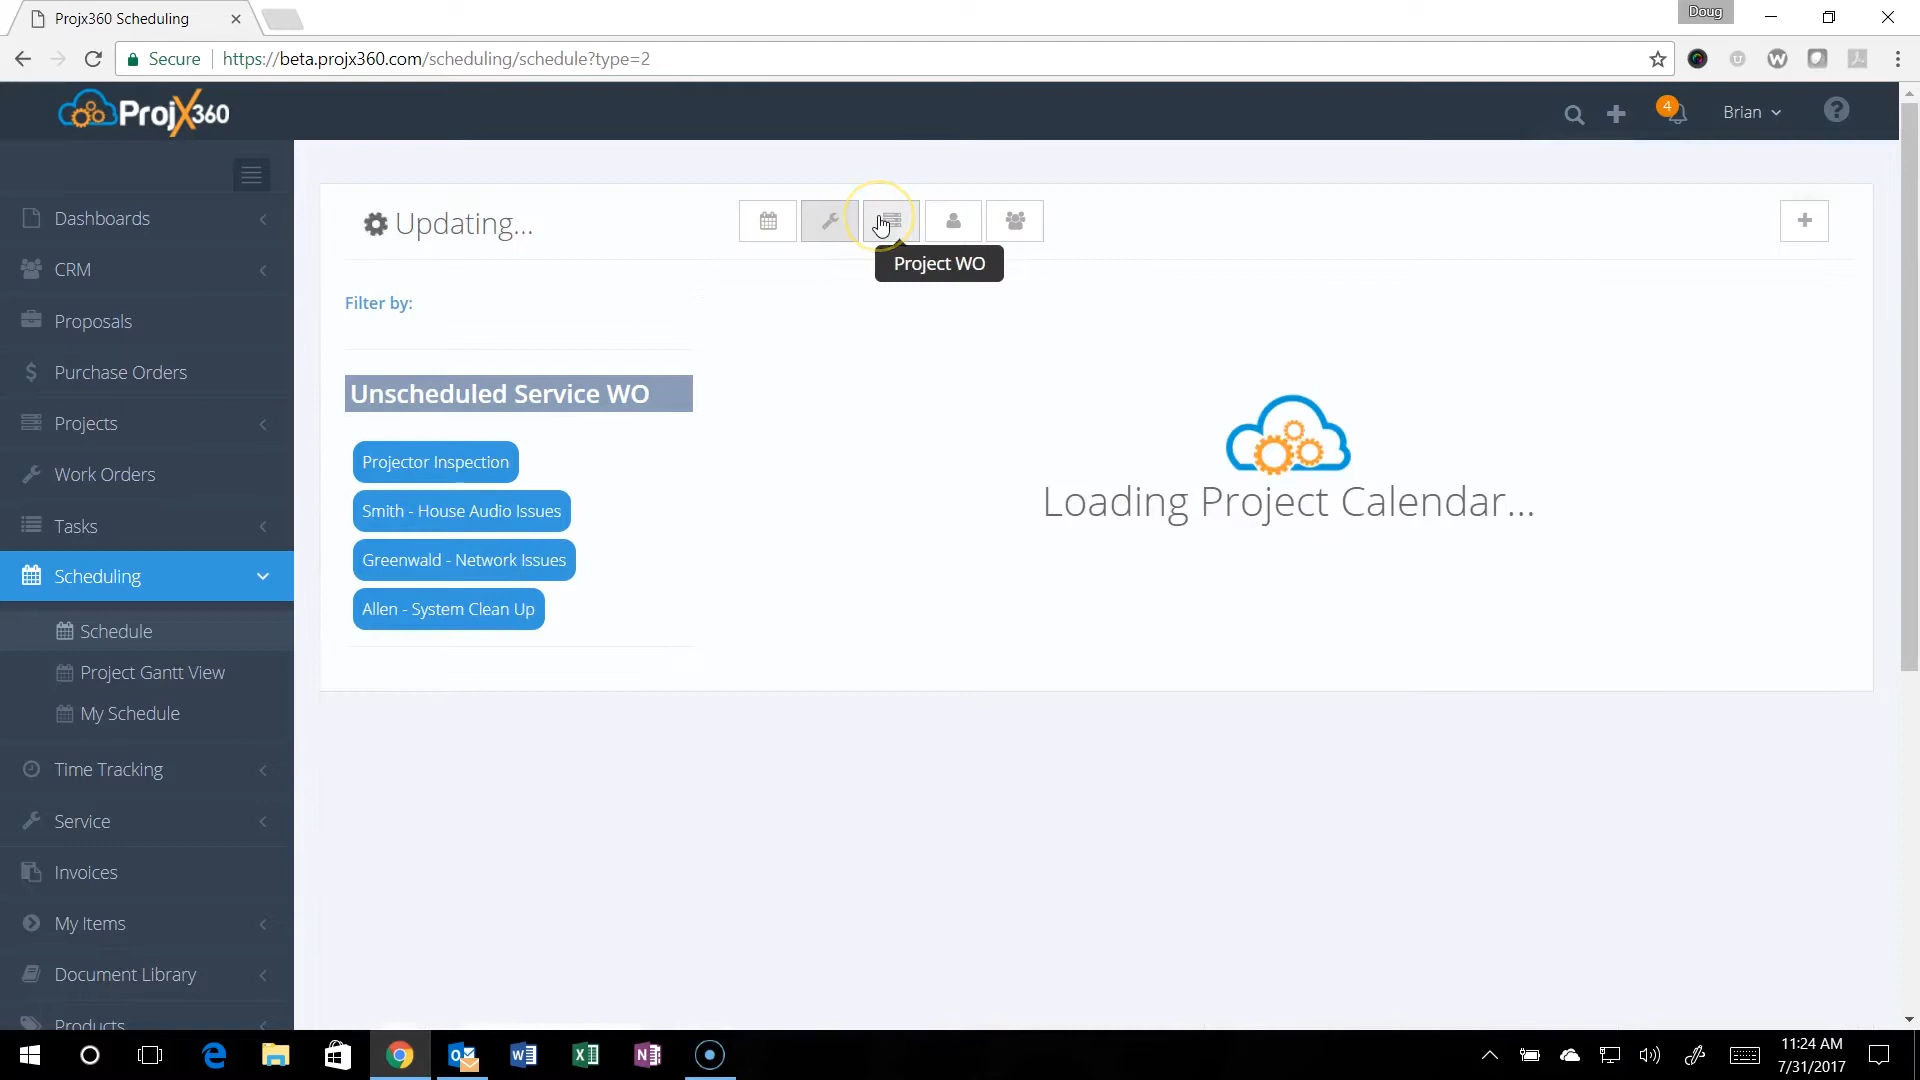 Projx360 Scheduling
Doug
Secure https://beta.projx360.com/scheduling/schedule?type=2
ProjX360
4
Brian
Dashboards
CRM
Proposals
Purchase Orders
Projects
Work Orders
Tasks
Scheduling
Schedule
Project Gantt View
My Schedule
Time Tracking
Service
Invoices
My Items
Document Library
Products
Updating...
Project WO
Filter by:
Unscheduled Service WO
Projector Inspection
Smith - House Audio Issues
Greenwald - Network Issues
Allen - System Clean Up
Loading Project Calendar...
11:24 AM
7/31/2017